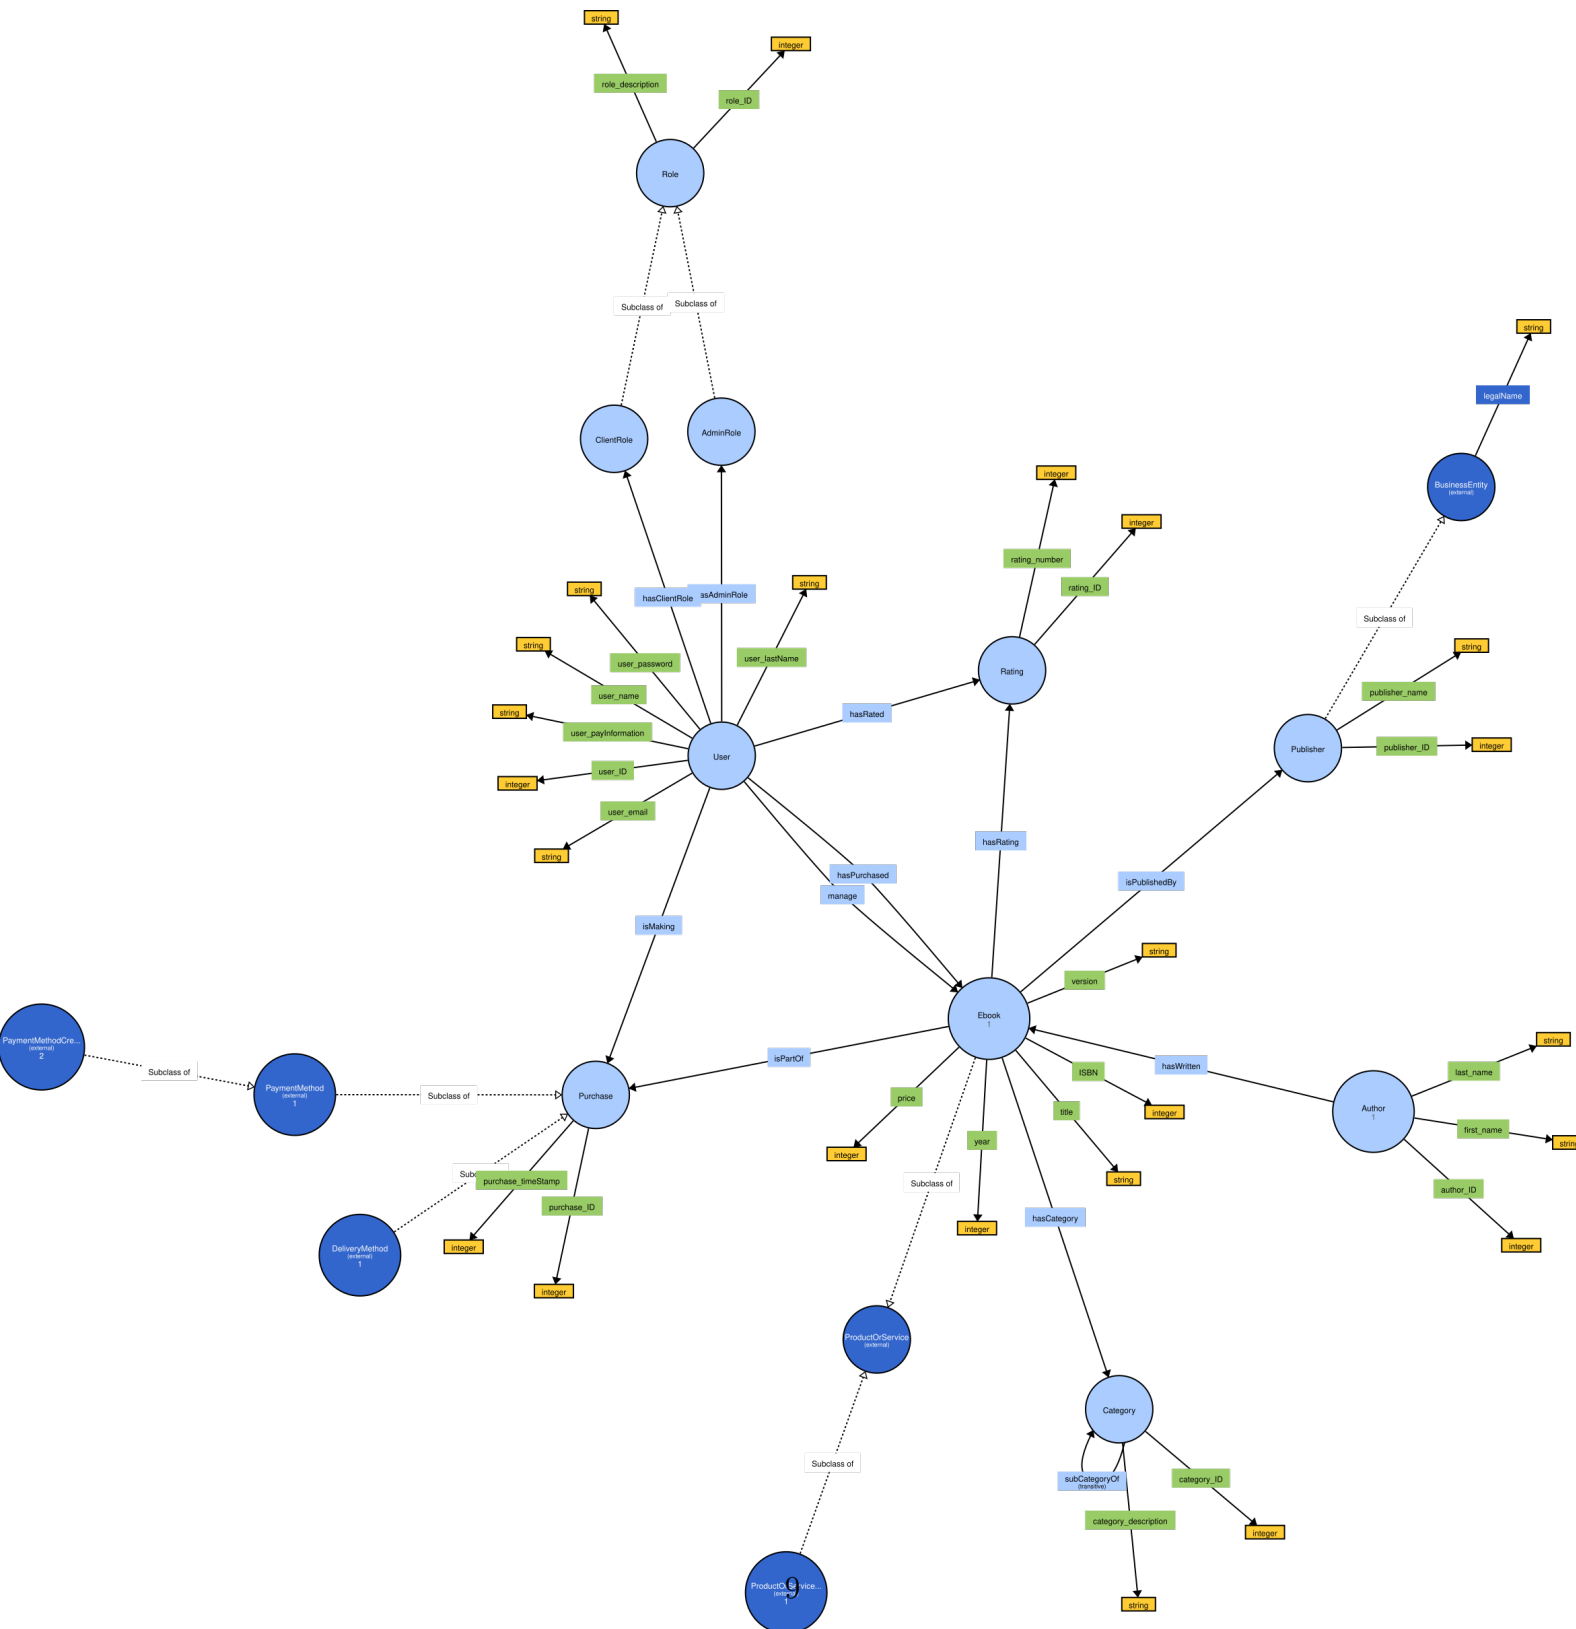 string
integer
role_description
role_ID
Role
Subclass of
Subclass of
string
legalName
ClientRole
AdminRole
BusinessEntity
(external)
integer
integer
rating_number
rating_ID
string
string
hasClientRole
asAdminRole
Subclass of
string
user_password
user_lastName
string
user_name
Rating
publisher_name
string
hasRated
user_payInformation
Publisher
publisher_ID
integer
User
user_ID
integer
user_email
string
hasRating
hasPurchased
manage
isPublishedBy
isMaking
string
version
Ebook
1
PaymentMethodCre...
(external)
2
string
isPartOf
hasWritten
last_name
Subclass of
ISBN
PaymentMethod
(external)
1
Subclass of
Purchase
price
title
integer
Author
1
first_name
year
integer
Sub
purchase_timeStamp
string
Subclass of
author_ID
purchase_ID
hasCategory
integer
integer
integer
DeliveryMethod
(external)
1
integer
ProductOrService
(external)
Category
Subclass of
subCategoryOf
(transitive)
category_ID
category_description
integer
9
1
string